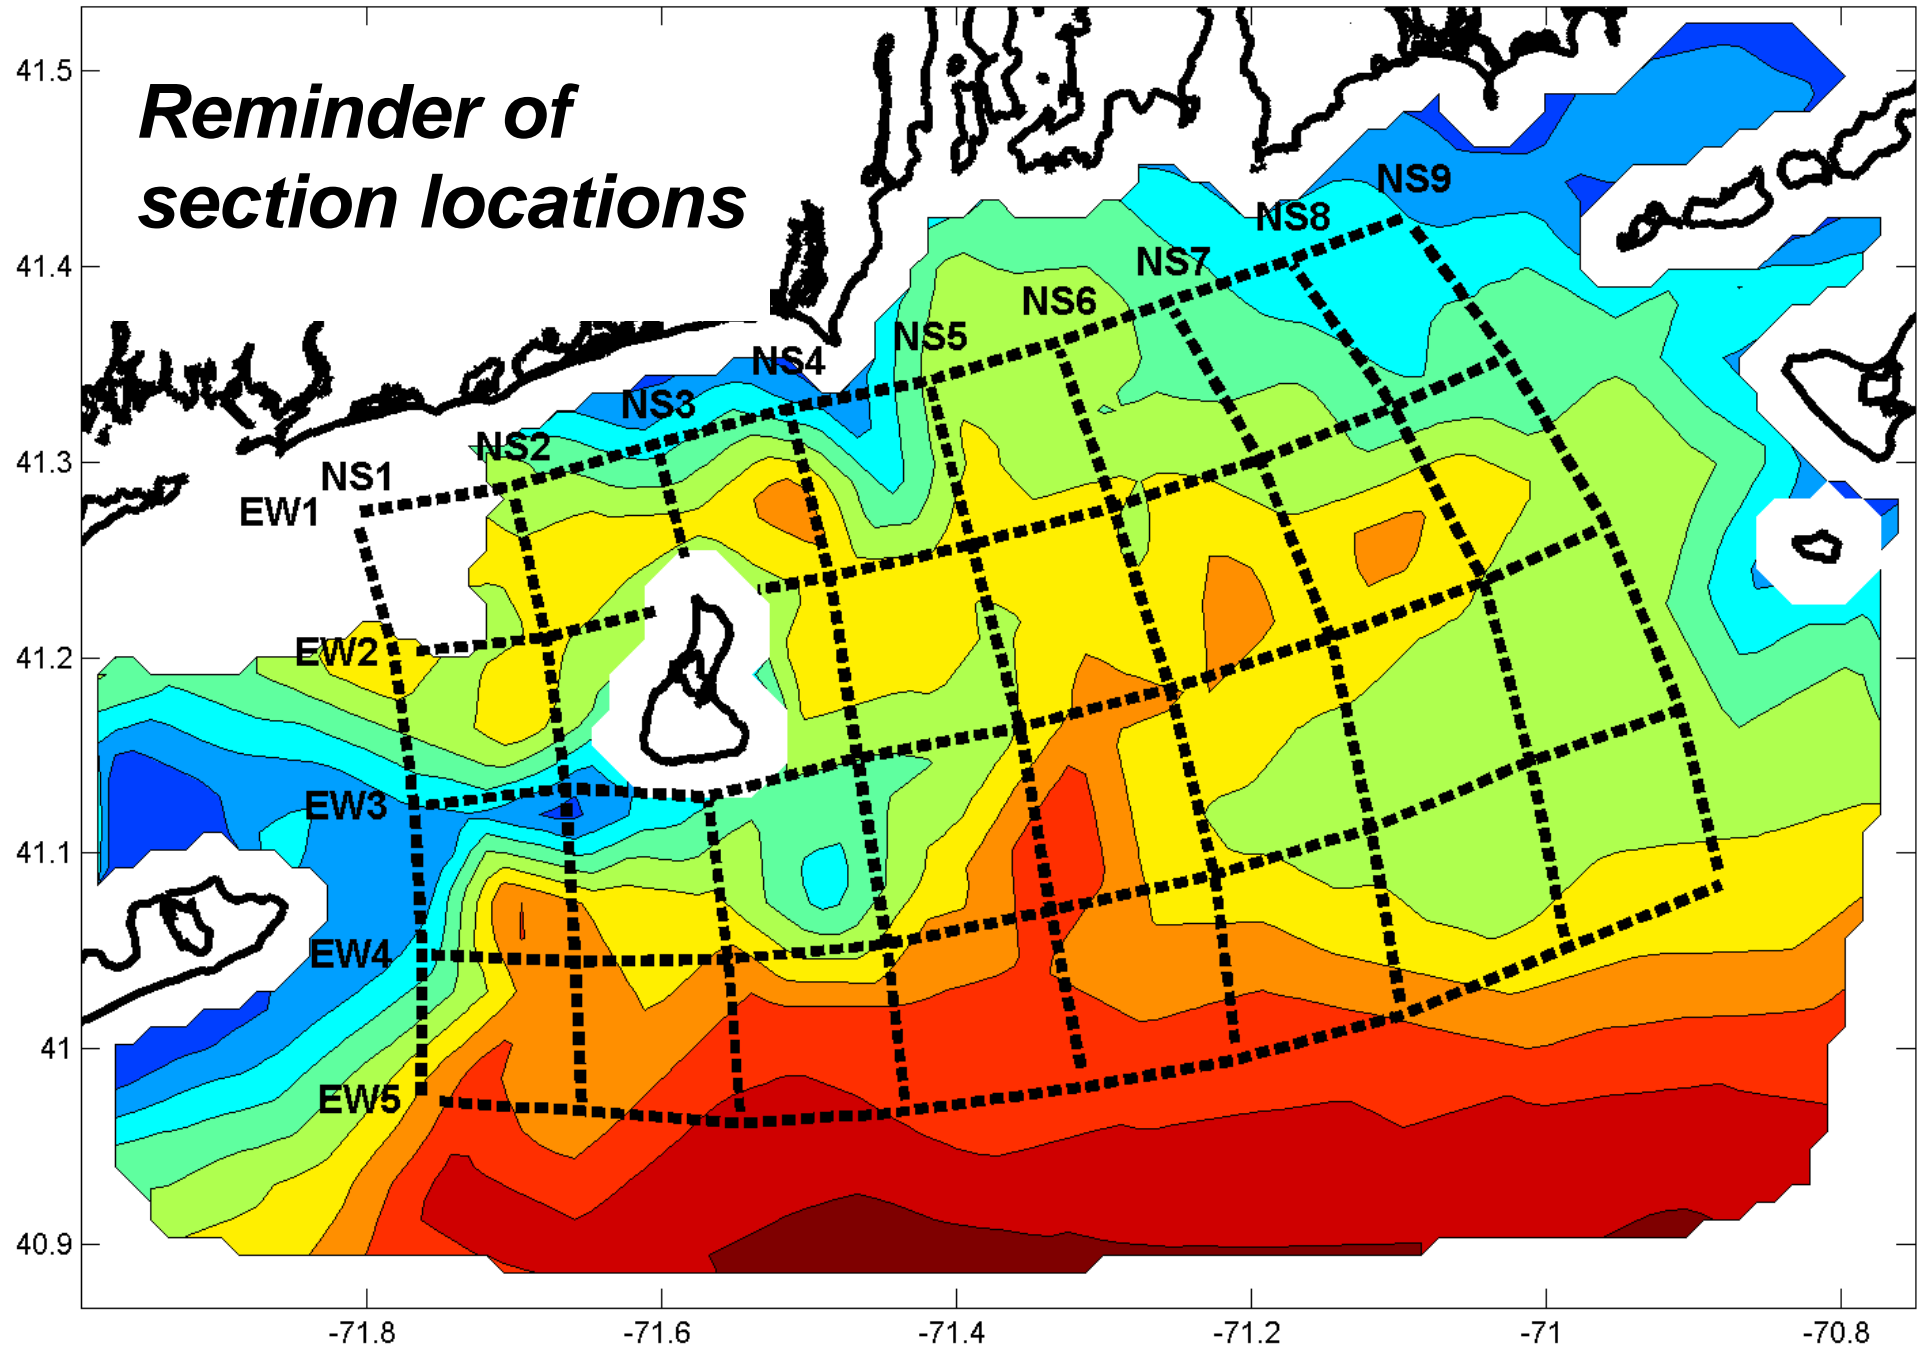 Reminder of
section locations
41.5
41.4
41.3
41.2
41.1
41
40.9
NS9
NS8
NS7
NS6
NS5
NS4
NS3
NS2
NS1
EW1
EW2
EW3
EW4
EW5
-71.8
-71.6
-71.4
-71.2
-71
-70.8